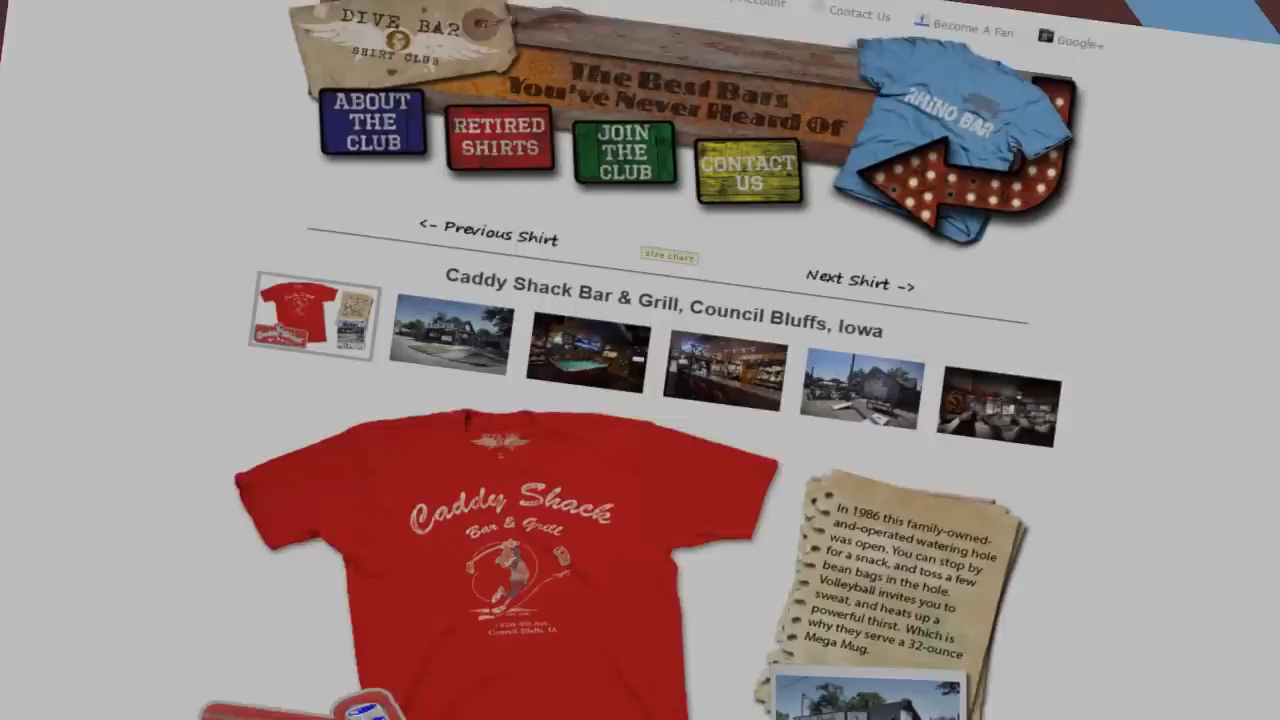 Account
Contact Us
Become A Fan
Google+
DIVE BAR
SHIRT CLUB
The Best Bars
You've Never Heard Of
RHINO BAR
ABOUT
THE
CLUB
RETIRED
SHIRTS
JOIN
THE
CLUB
CONTACT
US
<- Previous Shirt
size chart
Next Shirt ->
Caddy Shack Bar & Grill, Council Bluffs, Iowa
Caddy Shack
Bar & Grill
Council Bluffs, IA
In 1986 this family-owned-
and-operated watering hole
was open. You can stop by
for a snack, and toss a few
bean bags in the hole.
Volleyball invites you to
sweat, and heats up a
powerful thirst. Which is
why they serve a 32-ounce
Mega Mug.